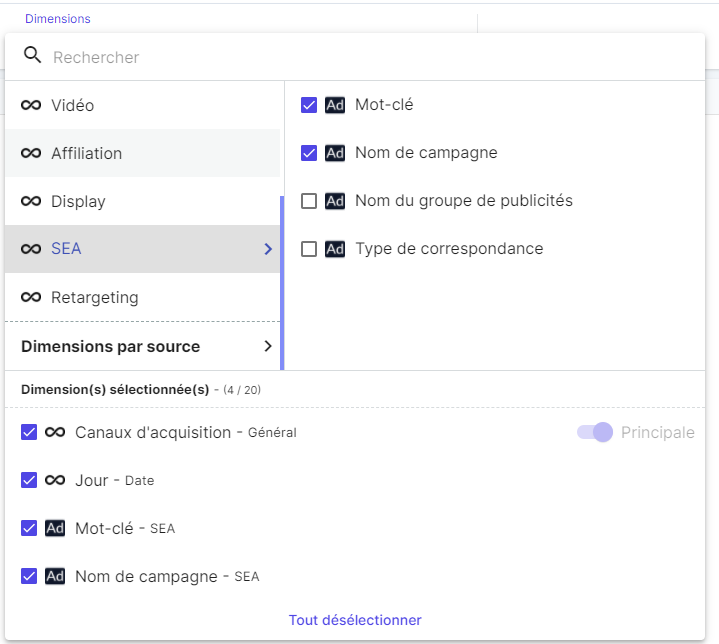 Dimensions
Rechercher
Vidéo
Affiliation
Display
SEA
Retargeting
Dimensions par source
Ad Mot-clé
Ad Nom de campagne
Ad Nom du groupe de publicités
Ad Type de correspondance
Dimension(s) sélectionnée(s) - (4 / 20)
Canaux d'acquisition - Général
Principale
Jour - Date
Ad Mot-clé - SEA
Ad Nom de campagne - SEA
Tout désélectionner